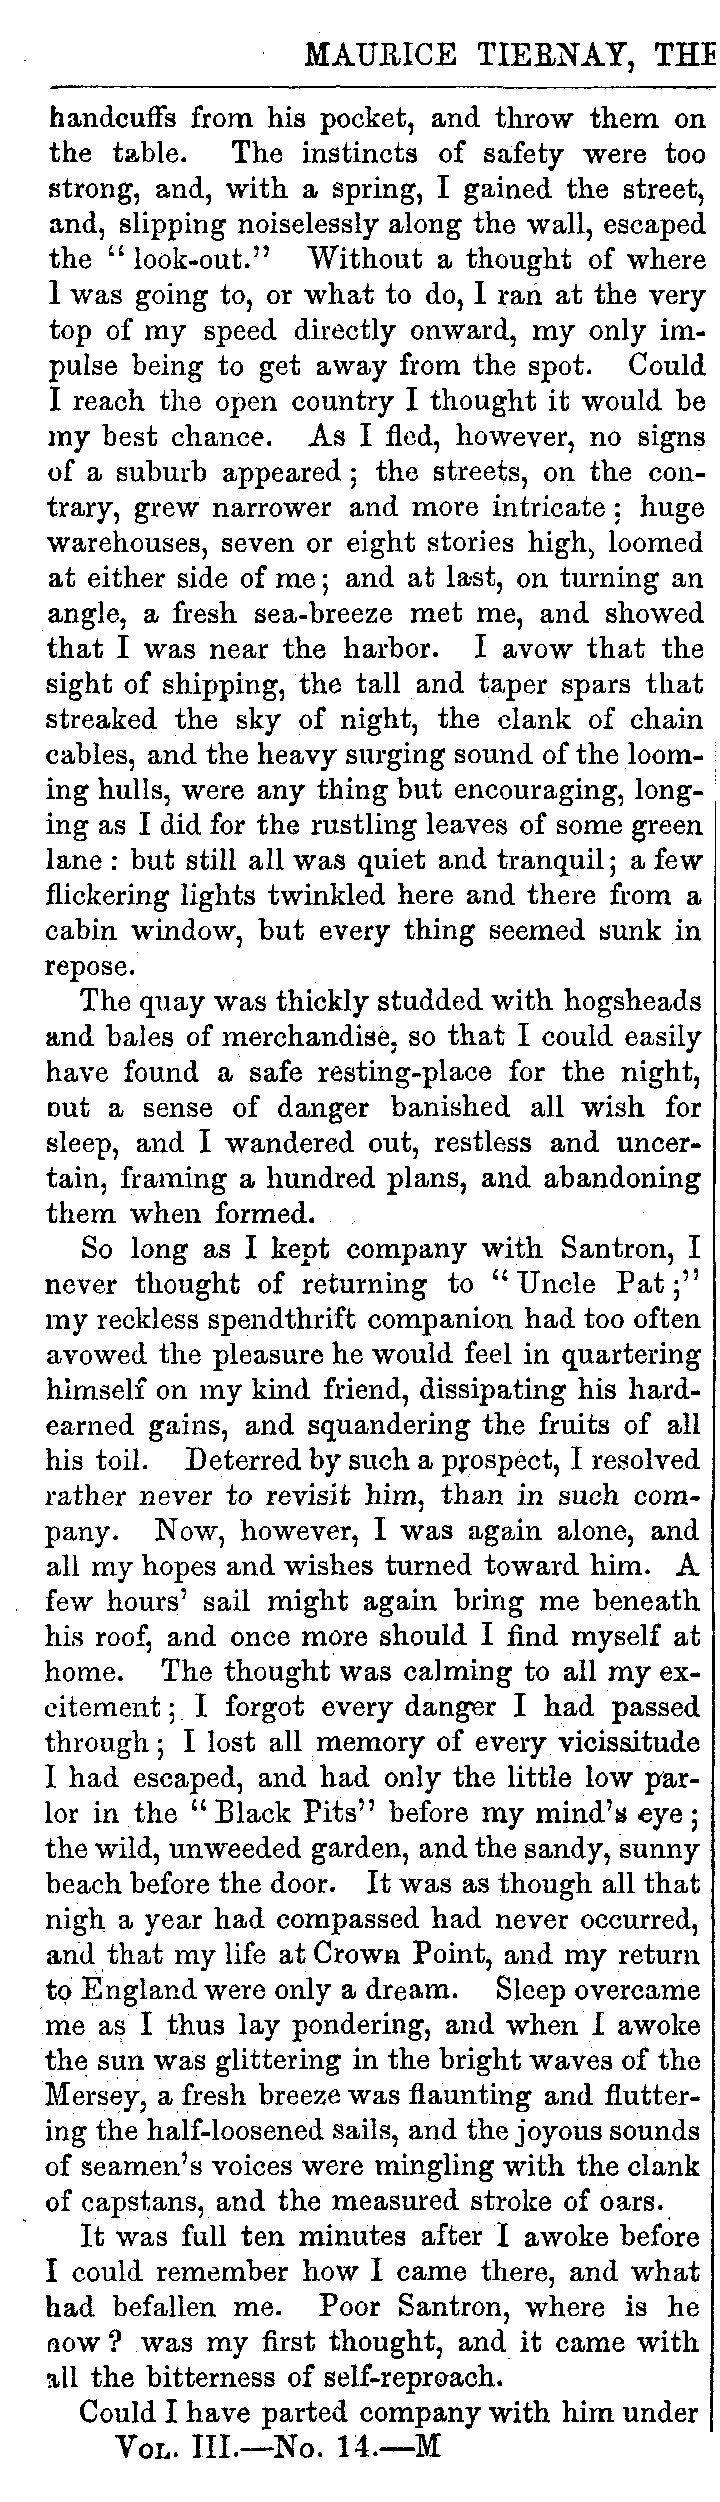 MAURICE TIERNAY, THE
handcuffs from his pocket, and throw them on
the table. The instincts of safety were too
strong, and, with a spring, I gained the street,
and, slipping noiselessly along the wall, escaped
the "look-out." Without a thought of where
I was going to, or what to do, I ran at the very
top of my speed directly onward, my only im-
pulse being to get away from the spot. Could
I reach the open country I thought it would be
my best chance. As I fled, however, no signs
of a suburb appeared; the streets, on the con-
trary, grew narrower and more intricate; huge
warehouses, seven or eight stories high, loomed
at either side of me; and at last, on turning an
angle, a fresh sea-breeze met me, and showed
that I was near the harbor. I avow that the
sight of shipping, the tall and taper spars that
streaked the sky of night, the clank of chain
cables, and the heavy surging sound of the loom-
ing hulls, were any thing but encouraging, long-
ing as I did for the rustling leaves of some green
lane: but still all was quiet and tranquil; a few
flickering lights twinkled here and there from a
cabin window, but every thing seemed sunk in
repose.
The quay was thickly studded with hogsheads
and bales of merchandise, so that I could easily
have found a safe resting-place for the night,
out a sense of danger banished all wish for
sleep, and I wandered out, restless and uncer-
tain, framing a hundred plans, and abandoning
them when formed.
So long as I kept company with Santron, I
never thought of returning to "Uncle Pat;"
my reckless spendthrift companion had too often
avowed the pleasure he would feel in quartering
himself on my kind friend, dissipating his hard-
earned gains, and squandering the fruits of all
his toil. Deterred by such a prospect, I resolved
rather never to revisit him, than in such com-
pany. Now, however, I was again alone, and
all my hopes and wishes turned toward him. A
few hours' sail might again bring me beneath
his roof, and once more should I find myself at
home. The thought was calming to all my ex-
citement; I forgot every danger I had passed
through; I lost all memory of every vicissitude
I had escaped, and had only the little low par-
lor in the "Black Pits" before my mind's eye;
the wild, unweeded garden, and the sandy, sunny
beach before the door. It was as though all that
nigh a year had compassed had never occurred,
and that my life at Crown Point, and my return
to England were only a dream. Sleep overcame
me as I thus lay pondering, and when I awoke
the sun was glittering in the bright waves of the
Mersey, a fresh breeze was flaunting and flutter-
ing the half-loosened sails, and the joyous sounds
of seamen's voices were mingling with the clank
of capstans, and the measured stroke of oars.
It was full ten minutes after I awoke before
I could remember how I came there, and what
had befallen me. Poor Santron, where is he
now? was my first thought, and it came with
all the bitterness of self-reproach.
Could I have parted company with him under
VOL. III.—No. 14.—M